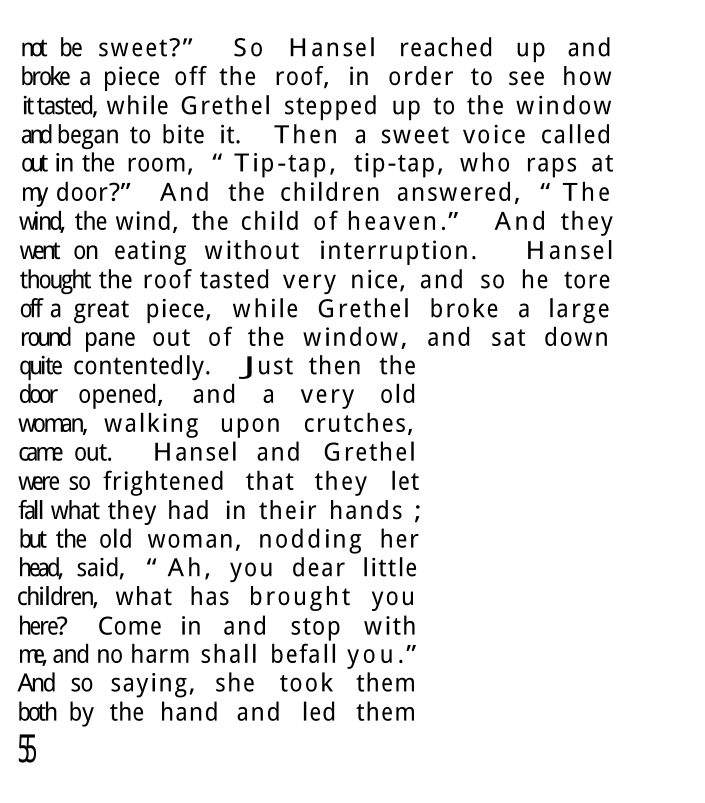 not be sweet?” So Hansel reached up and
broke a piece off the roof, in order to see how
it tasted, while Grethel stepped up to the window
and began to bite it. Then a sweet voice called
out in the room, “ Tip-tap, tip-tap, who raps at
my door?” And the children answered, “ The
wind, the wind, the child of heaven.” And they
went on eating without interruption. Hansel
thought the roof tasted very nice, and so he tore
off a great piece, while Grethel broke a large
round pane out of the window, and sat down
quite contentedly. Just then the
door opened, and a very old
woman, walking upon crutches,
came out. Hansel and Grethel
were so frightened that they let
fall what they had in their hands ;
but the old woman, nodding her
head, said, “ Ah, you dear little
children, what has brought you
here? Come in and stop with
me, and no harm shall befall you.”
And so saying, she took them
both by the hand and led them
55